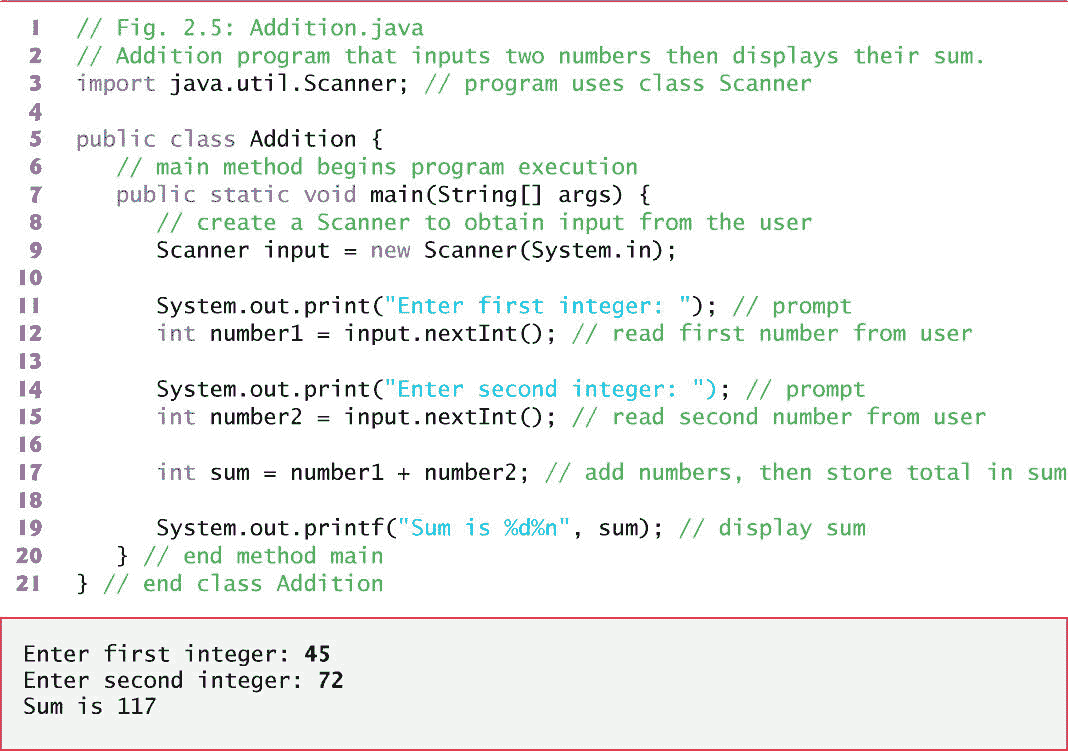 1 // Fig. 2.5: Addition.java
2 // Addition program that inputs two numbers then displays their sum.
3 import java.util.Scanner; // program uses class Scanner
4
5 public class Addition {
6 // main method begins program execution
7 public static void main(String[] args) {
8 // create a Scanner to obtain input from the user
9 Scanner input = new Scanner(System.in);
10
11 System.out.print("Enter first integer: "); // prompt
12 int number1 = input.nextInt(); // read first number from user
13
14 System.out.print("Enter second integer: "); // prompt
15 int number2 = input.nextInt(); // read second number from user
16
17 int sum = number1 + number2; // add numbers, then store total in sum
18
19 System.out.printf("Sum is %d%n", sum); // display sum
20 } // end method main
21 } // end class Addition
Enter first integer: 45
Enter second integer: 72
Sum is 117